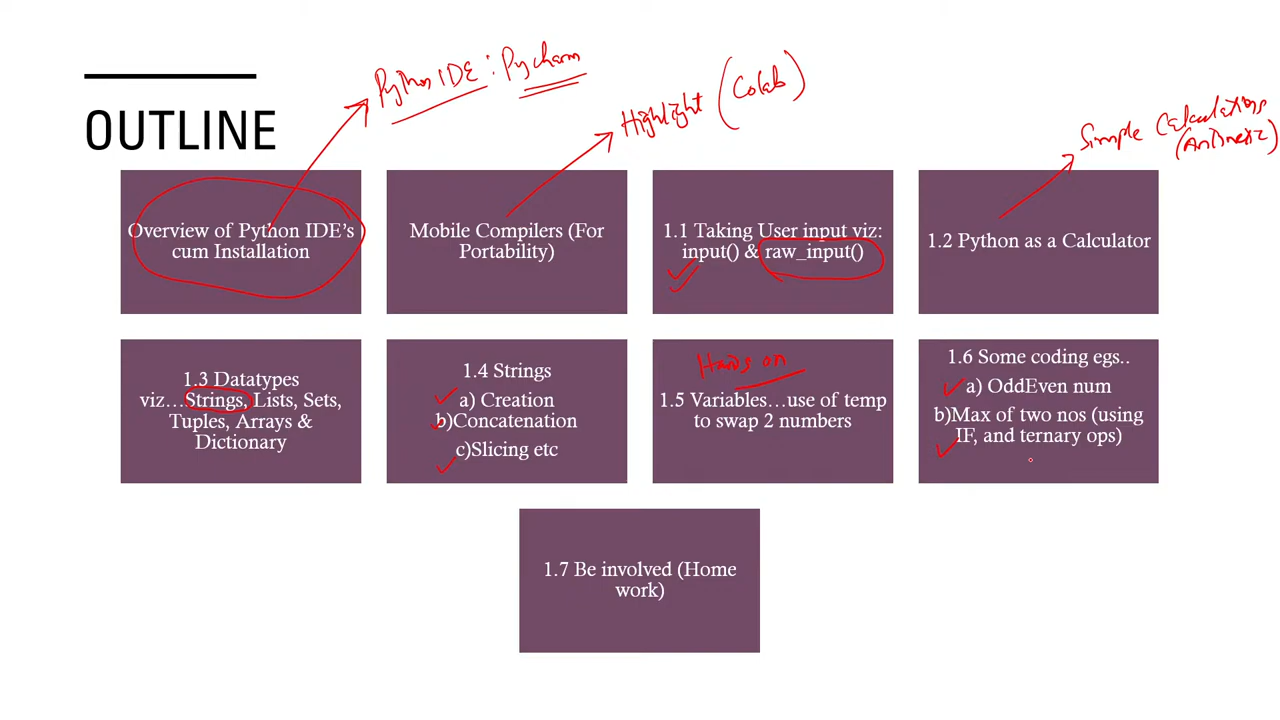 Python IDE : Pycharm
Highlight (Colab)
Simple Calculations
(Arithmetic)
OUTLINE
Overview of Python IDE's
cum Installation
Mobile Compilers (For
Portability)
1.1 Taking User input viz:
input() & raw_input()
1.2 Python as a Calculator
1.3 Datatypes
viz…Strings, Lists, Sets,
Tuples, Arrays &
Dictionary
1.4 Strings
a) Creation
b)Concatenation
c)Slicing etc
Hands on
1.5 Variables…use of temp
to swap 2 numbers
1.6 Some coding egs..
a) OddEven num
b)Max of two nos (using
IF, and ternary ops)
1.7 Be involved (Home
work)